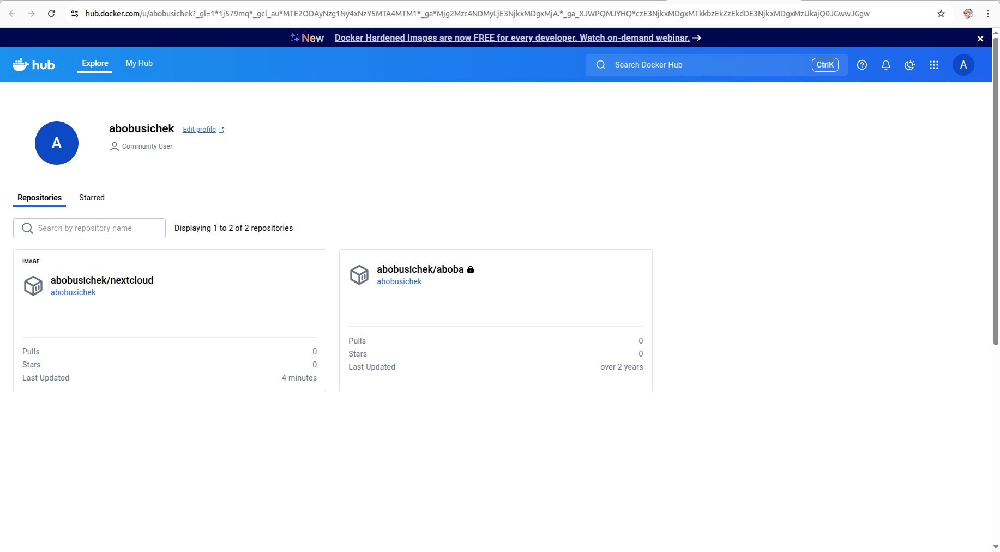 hub.docker.com/u/abobusichek?_gl=1*1j579mq*_gcl_au*MTE2ODAyNzg1Ny4xNzY5MTA4MTM1*_ga*Mjg2Mzc4NDMyLjE3NjkxMDgxMjA.*_ga_XJWPQMJYHQ*czE3NjkxMDgxMTkkbzEkZzEkdDE3NjkxMDgxMzUkajQ0JGwwJGgw
New Docker Hardened Images are now FREE for every developer. Watch on-demand webinar. →
hub Explore My Hub Search Docker Hub CtrlK A
A
abobusichek Edit profile
Community User
Repositories Starred
Search by repository name Displaying 1 to 2 of 2 repositories
IMAGE
abobusichek/nextcloud
abobusichek
Pulls 0
Stars 0
Last Updated 4 minutes
abobusichek/aboba
abobusichek
Pulls 0
Stars 0
Last Updated over 2 years